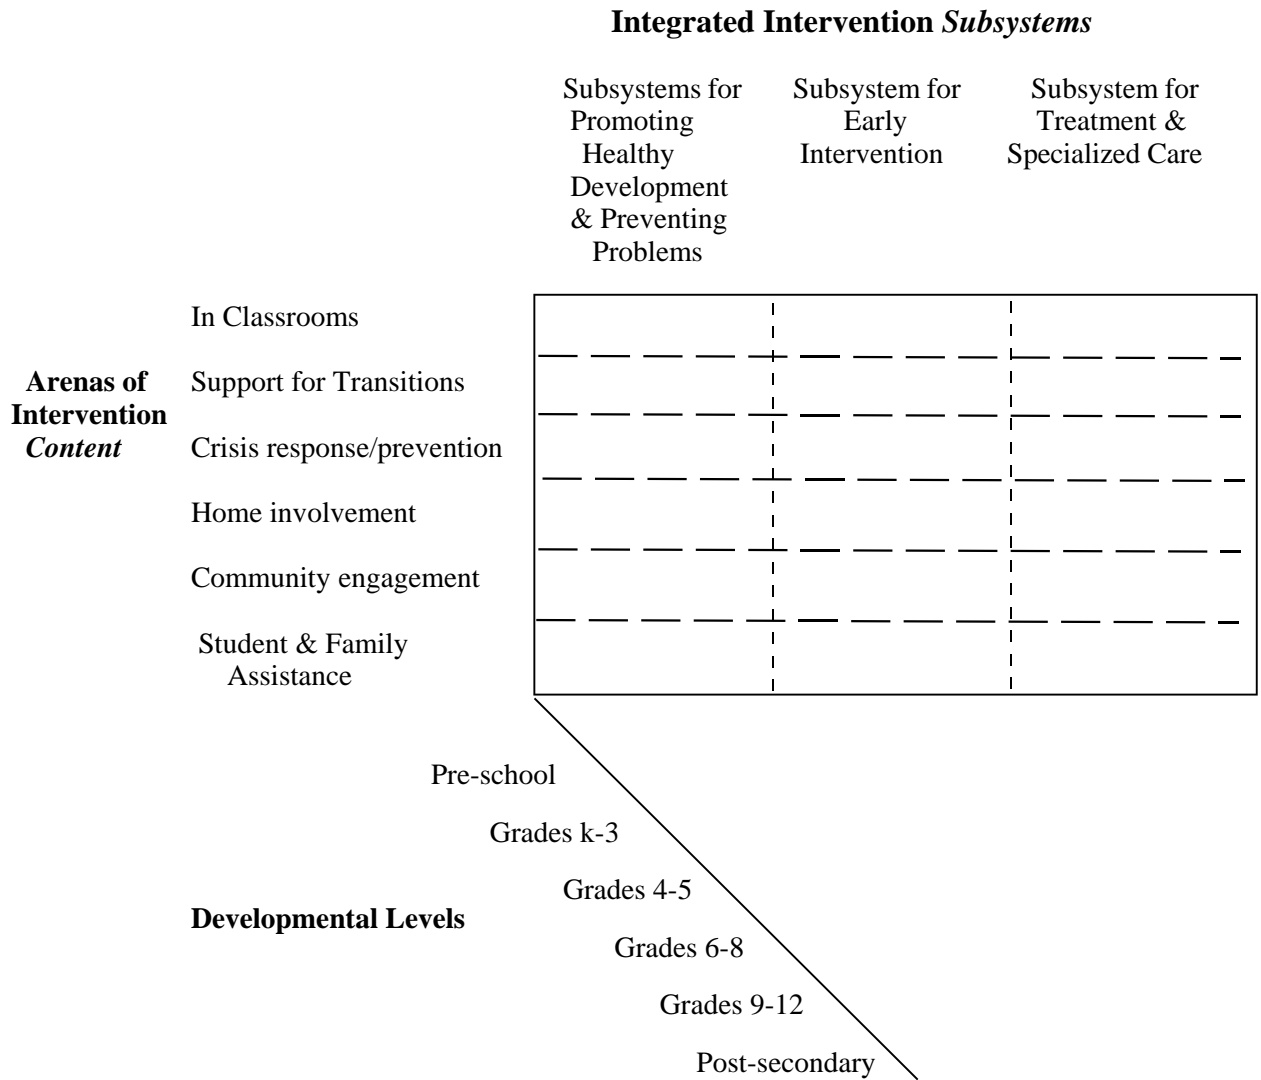 Integrated Intervention Subsystems
Subsystems for
Promoting
Healthy
Development
& Preventing
Problems
Subsystem for
Early
Intervention
Subsystem for
Treatment &
Specialized Care
Arenas of
Intervention
Content
In Classrooms
Support for Transitions
Crisis response/prevention
Home involvement
Community engagement
Student & Family
Assistance
Developmental Levels
Pre-school
Grades k-3
Grades 4-5
Grades 6-8
Grades 9-12
Post-secondary